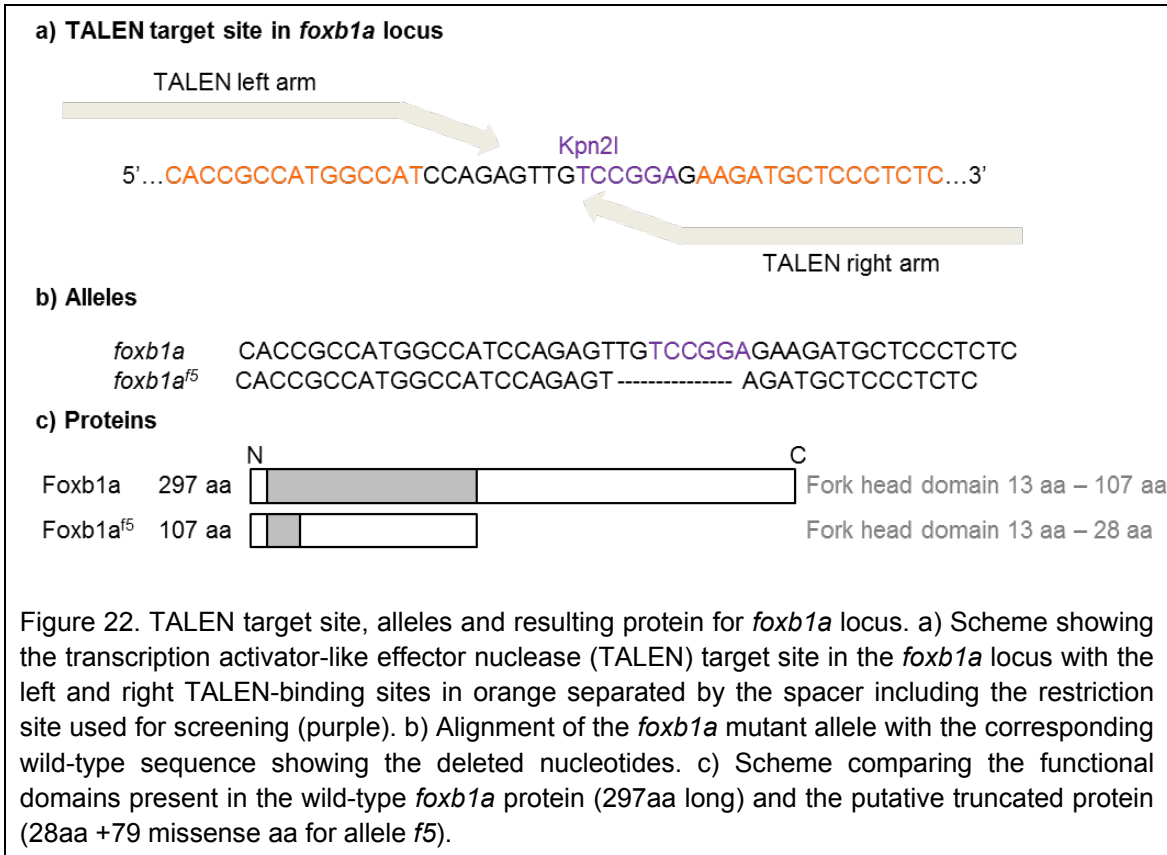 a) TALEN target site in foxb1a locus
TALEN left arm
Kpn2I
5’…CACCGCCATGGCCATCCAGAGTTGTCCGGAGAAGATGCTCCCTCTC…3’
TALEN right arm
b) Alleles
foxb1a CACCGCCATGGCCATCCAGAGTTGTCCGGAGAAGATGCTCCCTCTC
foxb1a^f5 CACCGCCATGGCCATCCAGAGT--------------- AGATGCTCCCTCTC
c) Proteins
N C
Foxb1a 297 aa Fork head domain 13 aa – 107 aa
Foxb1a^f5 107 aa Fork head domain 13 aa – 28 aa
Figure 22. TALEN target site, alleles and resulting protein for foxb1a locus. a) Scheme showing
the transcription activator-like effector nuclease (TALEN) target site in the foxb1a locus with the
left and right TALEN-binding sites in orange separated by the spacer including the restriction
site used for screening (purple). b) Alignment of the foxb1a mutant allele with the corresponding
wild-type sequence showing the deleted nucleotides. c) Scheme comparing the functional
domains present in the wild-type foxb1a protein (297aa long) and the putative truncated protein
(28aa +79 missense aa for allele f5).